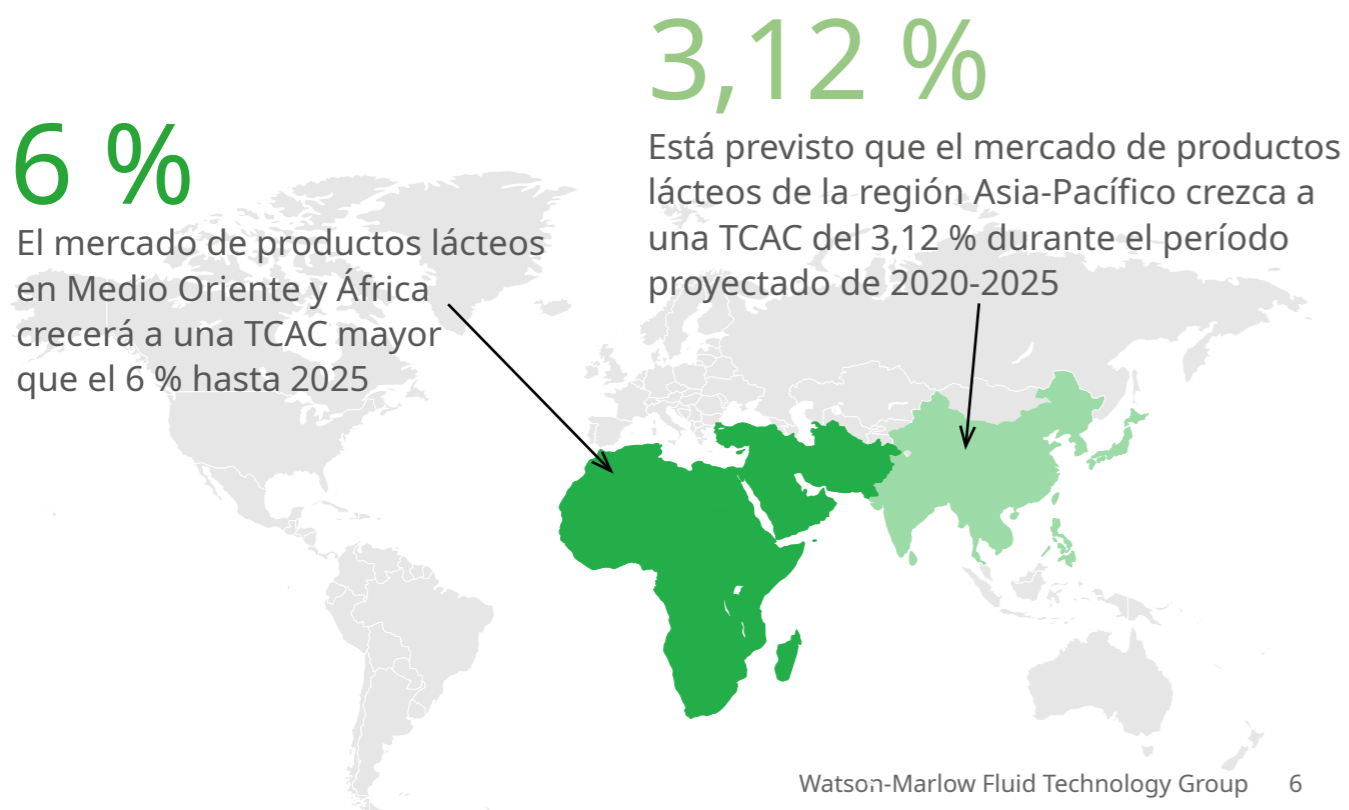 6 %
El mercado de productos lácteos
en Medio Oriente y África
crecerá a una TCAC mayor
que el 6 % hasta 2025
3,12 %
Está previsto que el mercado de productos
lácteos de la región Asia-Pacífico crezca a
una TCAC del 3,12 % durante el período
proyectado de 2020-2025
Watson-Marlow Fluid Technology Group 6